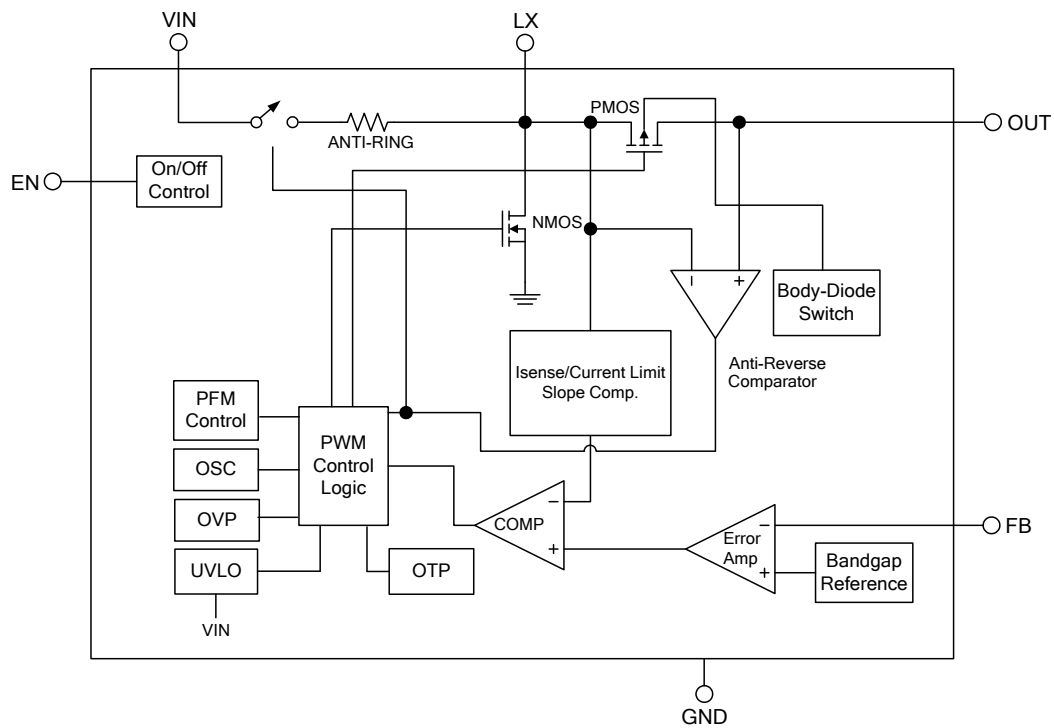 VIN
LX
PMOS
OUT
ANTI-RING
EN
On/Off
Control
NMOS
Body-Diode
Switch
Isense/Current Limit
Slope Comp.
Anti-Reverse
Comparator
PFM
Control
PWM
Control
Logic
OSC
COMP
OVP
Error
Amp
FB
UVLO
OTP
Bandgap
Reference
VIN
GND